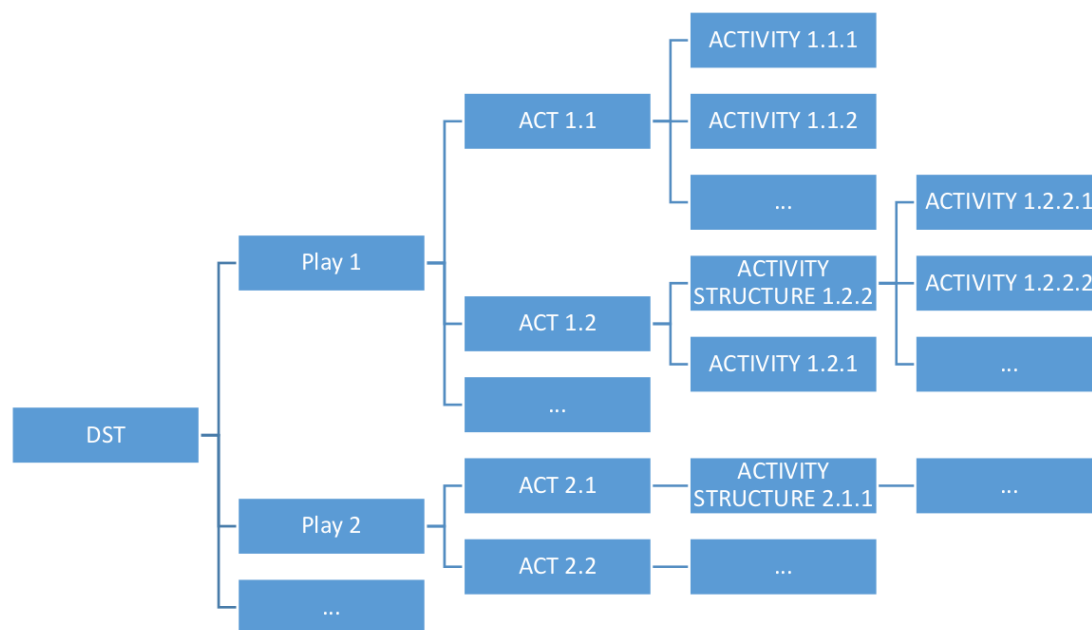 ACTIVITY 1.1.1
ACT 1.1
ACTIVITY 1.1.2
...
ACTIVITY 1.2.2.1
Play 1
ACTIVITY
STRUCTURE 1.2.2
ACTIVITY 1.2.2.2
ACT 1.2
ACTIVITY 1.2.1
...
...
DST
ACT 2.1
ACTIVITY
STRUCTURE 2.1.1
...
Play 2
ACT 2.2
...
...